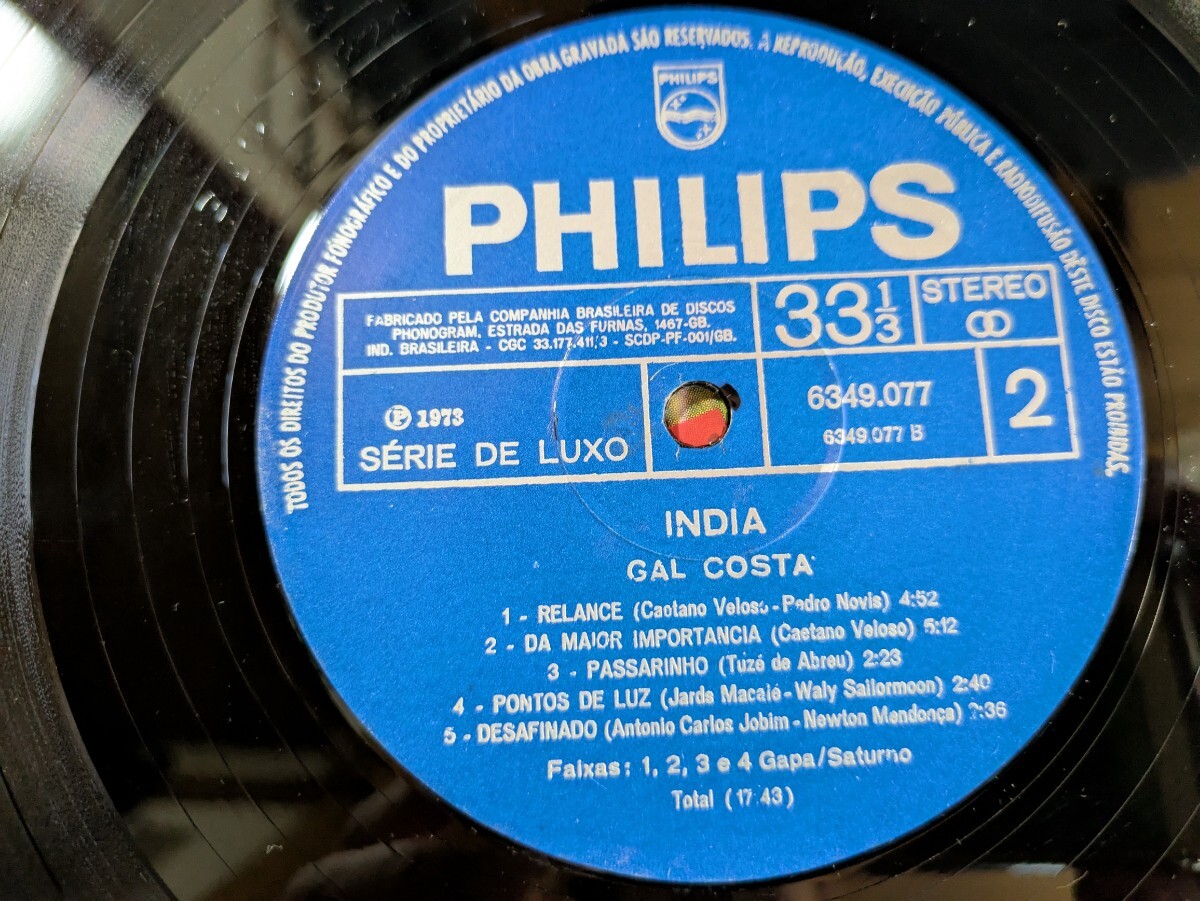 TODOS OS DIREITOS DO PRODUTOR FONOGRÁFICO E DO PROPRIETÁRIO DA OBRA GRAVADA SÃO RESERVADOS. A REPRODUÇÃO, EXECUÇÃO PÚBLICA E RADIODIFUSÃO DÊSTE DISCO ESTÃO PROIBIDAS.
PHILIPS
PHILIPS
FABRICADO PELA COMPANHIA BRASILEIRA DE DISCOS
PHONOGRAM, ESTRADA DAS FURNAS, 1467-GB.
IND. BRASILEIRA - CGC 33.177.411/3 - SCDP-PF-001/GB.
33 1/3
STEREO
℗ 1973
SÉRIE DE LUXO
6349.077
6349.077 B
2
INDIA
GAL COSTA
1 - RELANCE (Caetano Veloso - Pedro Novis) 4:52
2 - DA MAIOR IMPORTANCIA (Caetano Veloso) 5:12
3 - PASSARINHO (Tuzé de Abreu) 2:23
4 - PONTOS DE LUZ (Jards Macalé - Waly Sailormoon) 2:40
5 - DESAFINADO (Antonio Carlos Jobim - Newton Mendonça) 2:36
Faixas: 1, 2, 3 e 4 Gapa/Saturno
Total (17:43)